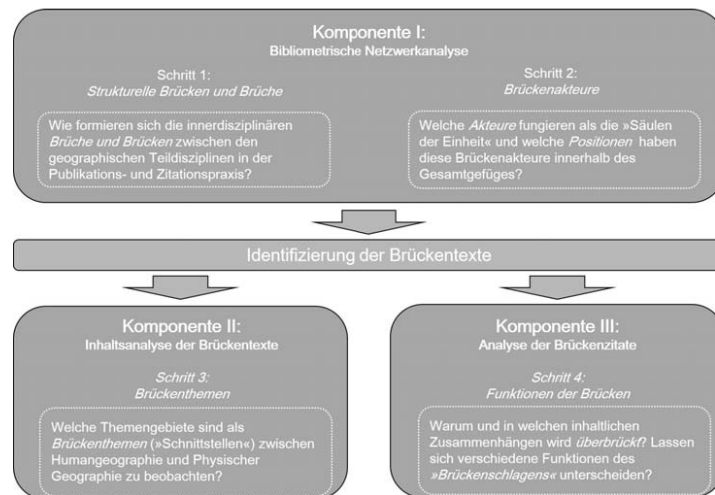 Komponente I:
Bibliometrische Netzwerkanalyse
Schritt 1:
Strukturelle Brücken und Brüche
Wie formieren sich die innerdisziplinären
Brüche und Brücken zwischen den
geographischen Teildisziplinen in der
Publikations- und Zitationspraxis?
Schritt 2:
Brückenakteure
Welche Akteure fungieren als die »Säulen
der Einheit« und welche Positionen haben
diese Brückenakteure innerhalb des
Gesamtgefüges?
Identifizierung der Brückentexte
Komponente II:
Inhaltsanalyse der Brückentexte
Schritt 3:
Brückenthemen
Welche Themengebiete sind als
Brückenthemen (»Schnittstellen«) zwischen
Humangeographie und Physischer
Geographie zu beobachten?
Komponente III:
Analyse der Brückenzitate
Schritt 4:
Funktionen der Brücken
Warum und in welchen inhaltlichen
Zusammenhängen wird überbrückt? Lassen
sich verschiedene Funktionen des
»Brückenschlagens« unterscheiden?